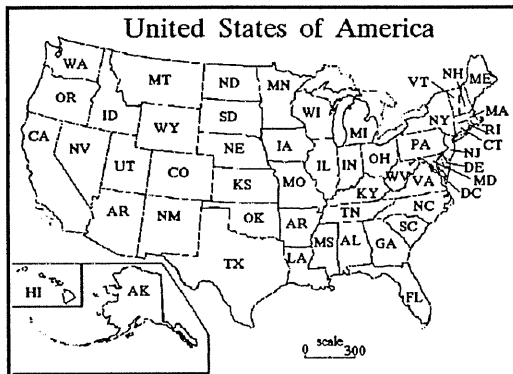 United States of America
WA
MT
ND
MN
VT
NH
ME
OR
ID
WY
SD
WI
MI
NY
MA
RI
CT
CA
NV
UT
CO
NE
IA
IL
IN
OH
PA
NJ
DE
MD
DC
WV
VA
KS
MO
KY
AR
NM
OK
AR
TN
NC
SC
TX
LA
MS
AL
GA
FL
HI
AK
scale
0 300